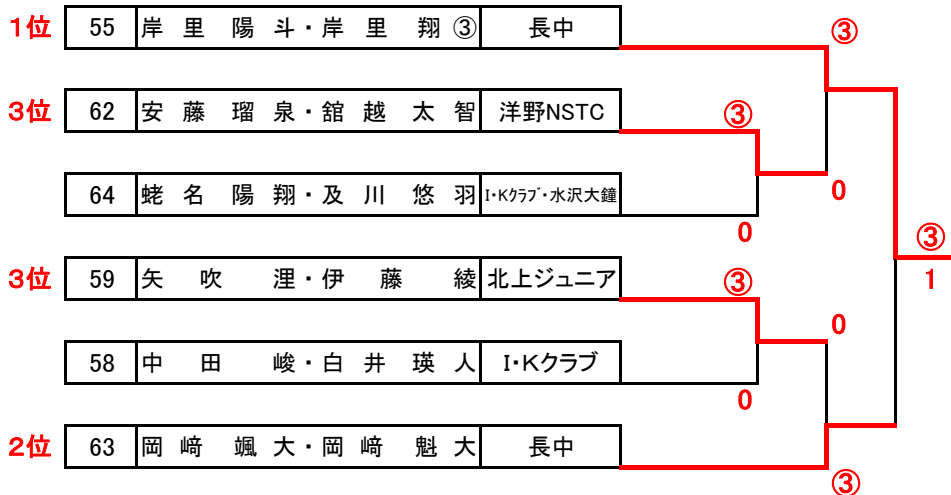 1位 55 岸里陽斗・岸里翔③ 長中 ③
3位 62 安藤瑠泉・舘越太智 洋野NSTC ③
64 蛯名陽翔・及川悠羽 I・Kクラブ・水沢大鐘 0
0
③
1
3位 59 矢吹浬・伊藤綾 北上ジュニア ③
0
58 中田峻・白井瑛人 I・Kクラブ
0
2位 63 岡﨑颯大・岡﨑魁大 長中
③